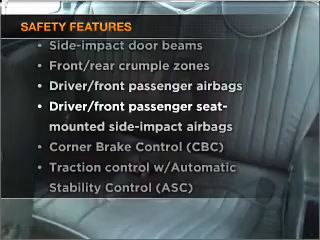 SAFETY FEATURES
• Side-impact door beams
• Front/rear crumple zones
• Driver/front passenger airbags
• Driver/front passenger seat-
mounted side-impact airbags
• Corner Brake Control (CBC)
• Traction control w/Automatic
Stability Control (ASC)